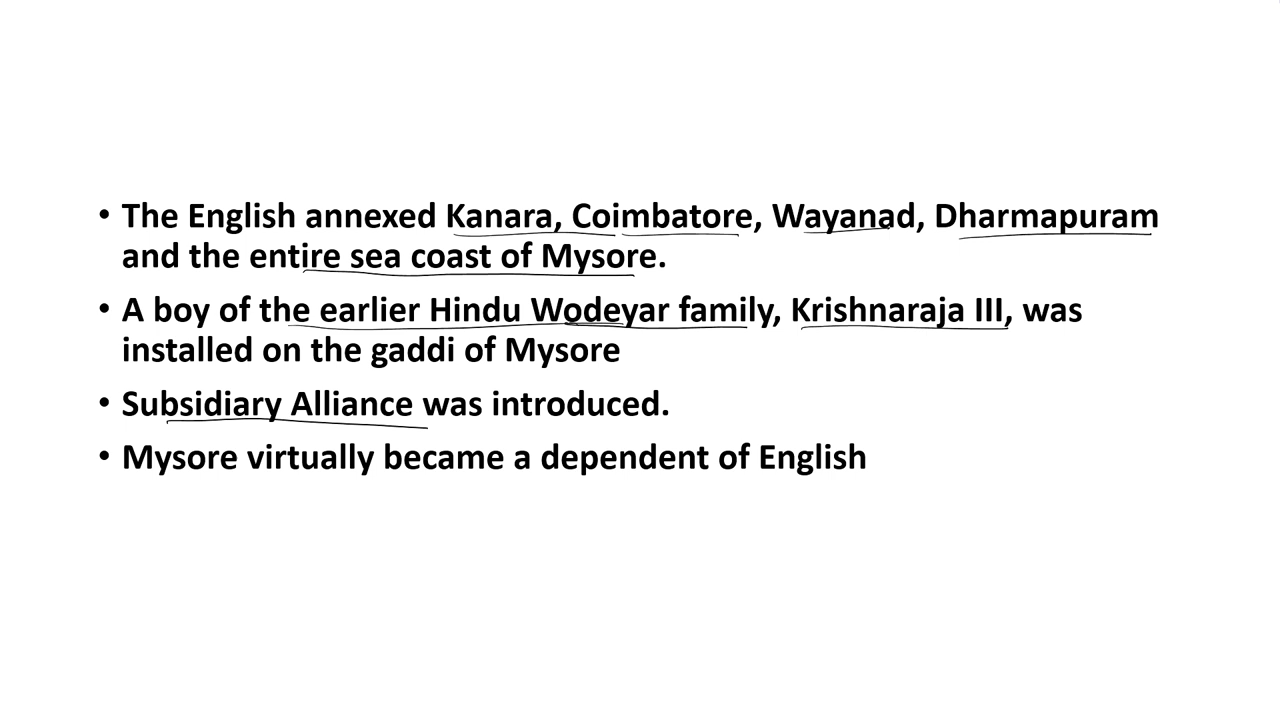 • The English annexed Kanara, Coimbatore, Wayanad, Dharmapuram
and the entire sea coast of Mysore.
• A boy of the earlier Hindu Wodeyar family, Krishnaraja III, was
installed on the gaddi of Mysore
• Subsidiary Alliance was introduced.
• Mysore virtually became a dependent of English